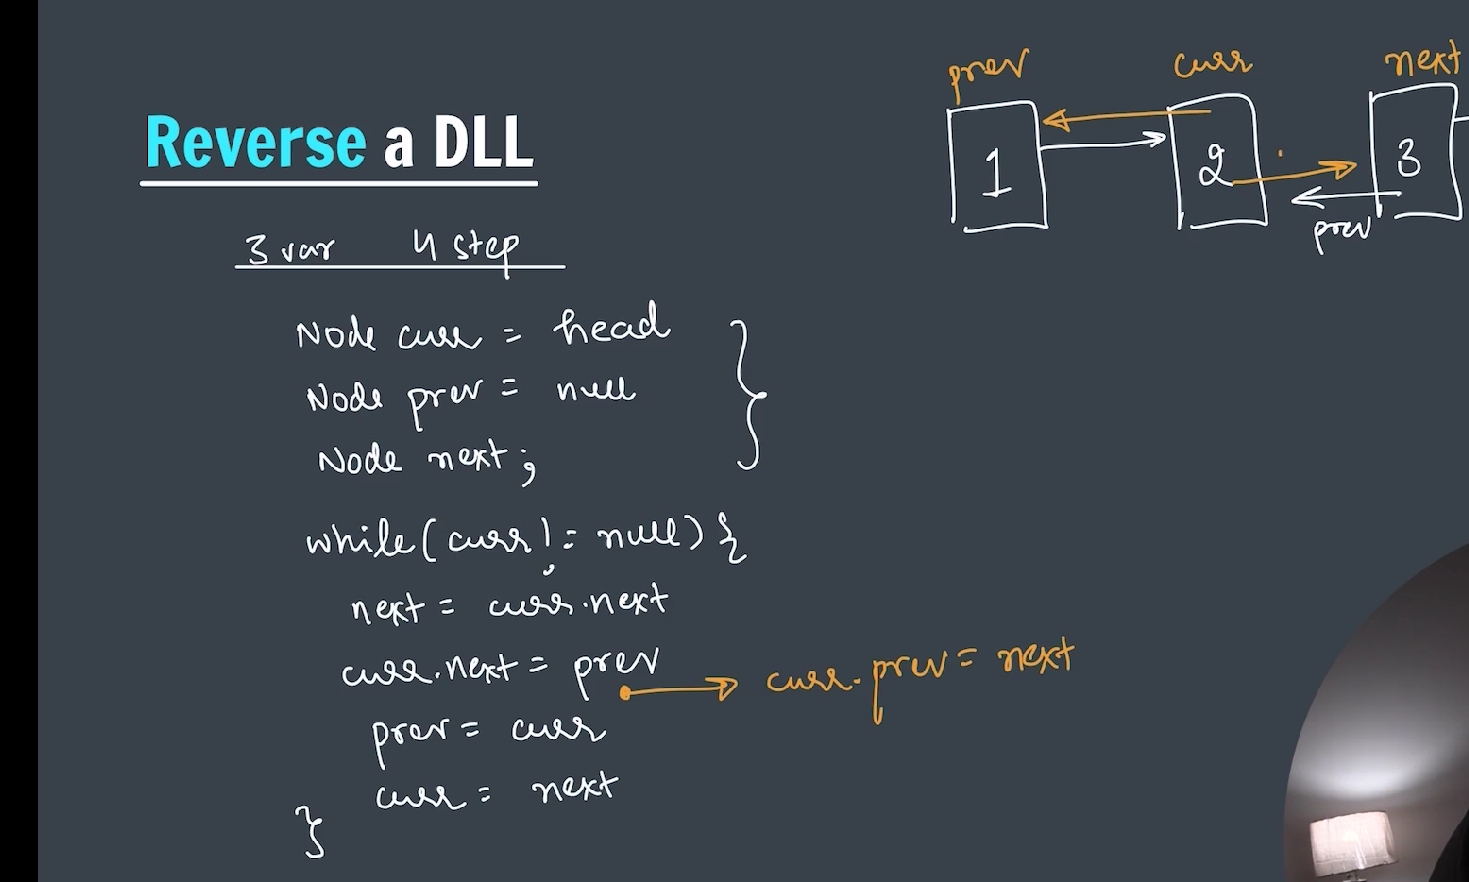 prev curr next
Reverse a DLL
1 2 3
prev
3 var 4 step
Node curr = head
Node prev = null
Node next;
while(curr != null) {
next = curr.next
curr.next = prev
curr.prev = next
prev = curr
curr = next
}